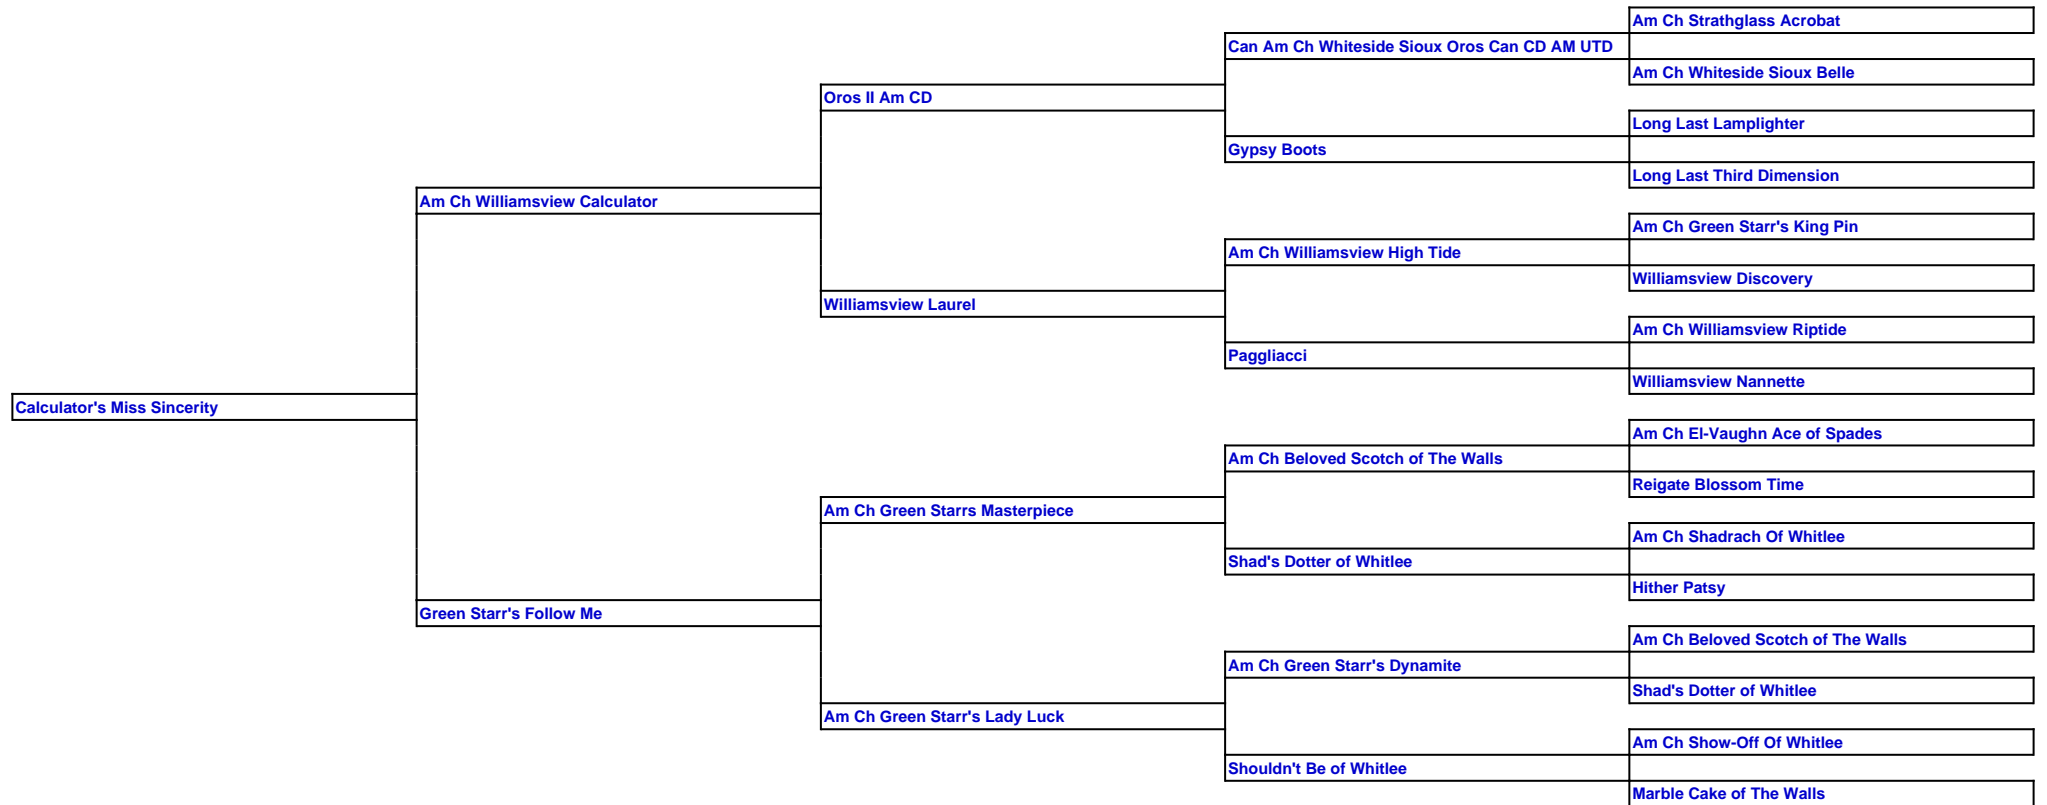 Am Ch Strathglass Acrobat
Can Am Ch Whiteside Sioux Oros Can CD AM UTD
Am Ch Whiteside Sioux Belle
Oros II Am CD
Long Last Lamplighter
Gypsy Boots
Long Last Third Dimension
Am Ch Williamsview Calculator
Am Ch Green Starr's King Pin
Am Ch Williamsview High Tide
Williamsview Discovery
Williamsview Laurel
Am Ch Williamsview Riptide
Paggliacci
Williamsview Nannette
Calculator's Miss Sincerity
Am Ch El-Vaughn Ace of Spades
Am Ch Beloved Scotch of The Walls
Reigate Blossom Time
Am Ch Green Starrs Masterpiece
Am Ch Shadrach Of Whitlee
Shad's Dotter of Whitlee
Hither Patsy
Green Starr's Follow Me
Am Ch Beloved Scotch of The Walls
Am Ch Green Starr's Dynamite
Shad's Dotter of Whitlee
Am Ch Green Starr's Lady Luck
Am Ch Show-Off Of Whitlee
Shouldn't Be of Whitlee
Marble Cake of The Walls